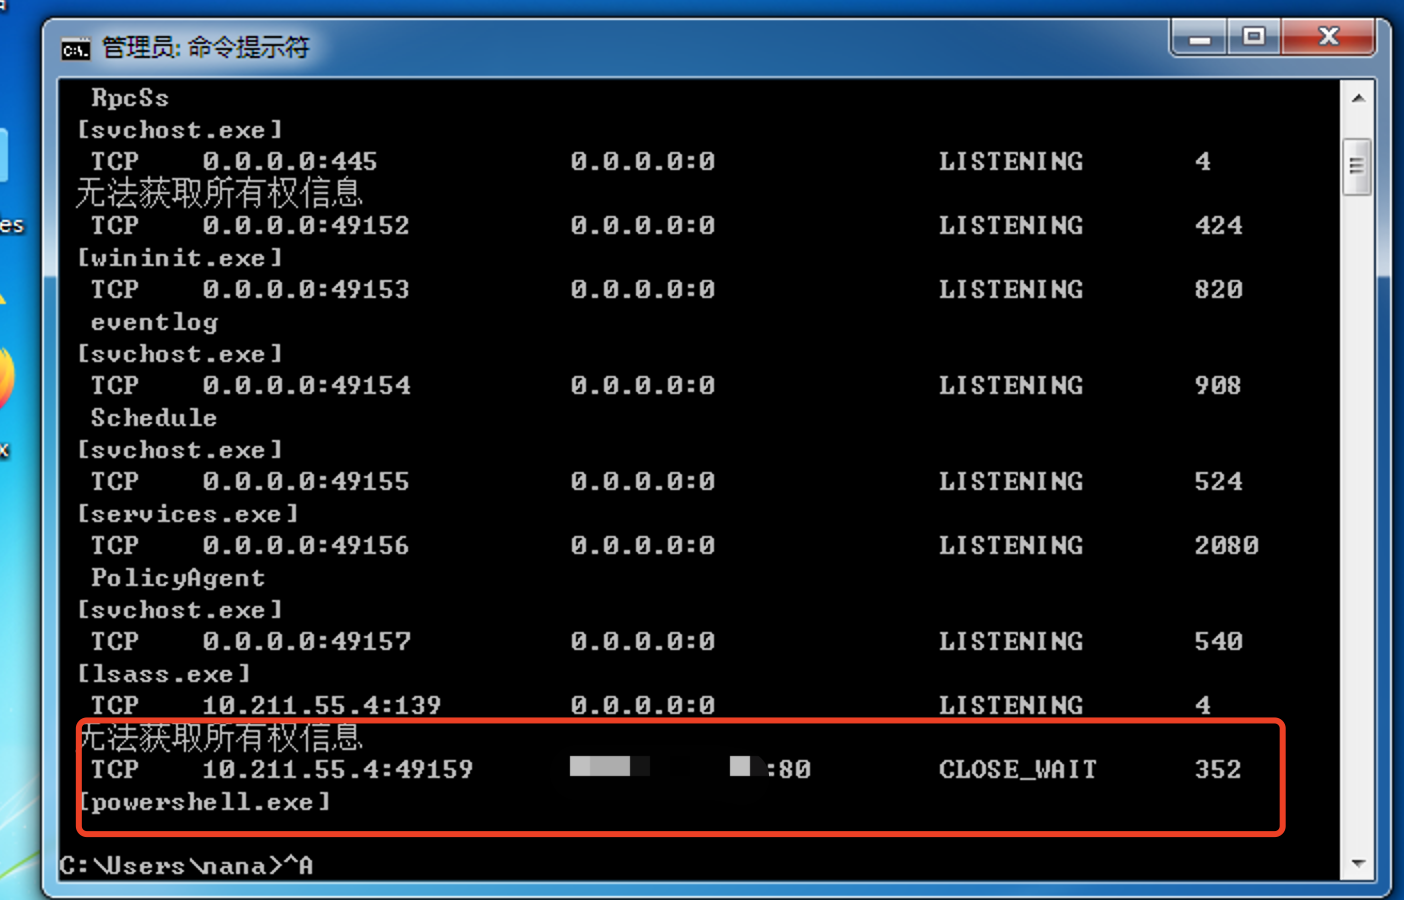 管理员: 命令提示符
RpcSs
[svchost.exe]
TCP 0.0.0.0:445 0.0.0.0:0 LISTENING 4
无法获取所有权信息
TCP 0.0.0.0:49152 0.0.0.0:0 LISTENING 424
[wininit.exe]
TCP 0.0.0.0:49153 0.0.0.0:0 LISTENING 820
eventlog
[svchost.exe]
TCP 0.0.0.0:49154 0.0.0.0:0 LISTENING 908
Schedule
[svchost.exe]
TCP 0.0.0.0:49155 0.0.0.0:0 LISTENING 524
[services.exe]
TCP 0.0.0.0:49156 0.0.0.0:0 LISTENING 2080
PolicyAgent
[svchost.exe]
TCP 0.0.0.0:49157 0.0.0.0:0 LISTENING 540
[lsass.exe]
TCP 10.211.55.4:139 0.0.0.0:0 LISTENING 4
无法获取所有权信息
TCP 10.211.55.4:49159 :80 CLOSE_WAIT 352
[powershell.exe]
C:\Users\nana>^A
es
x